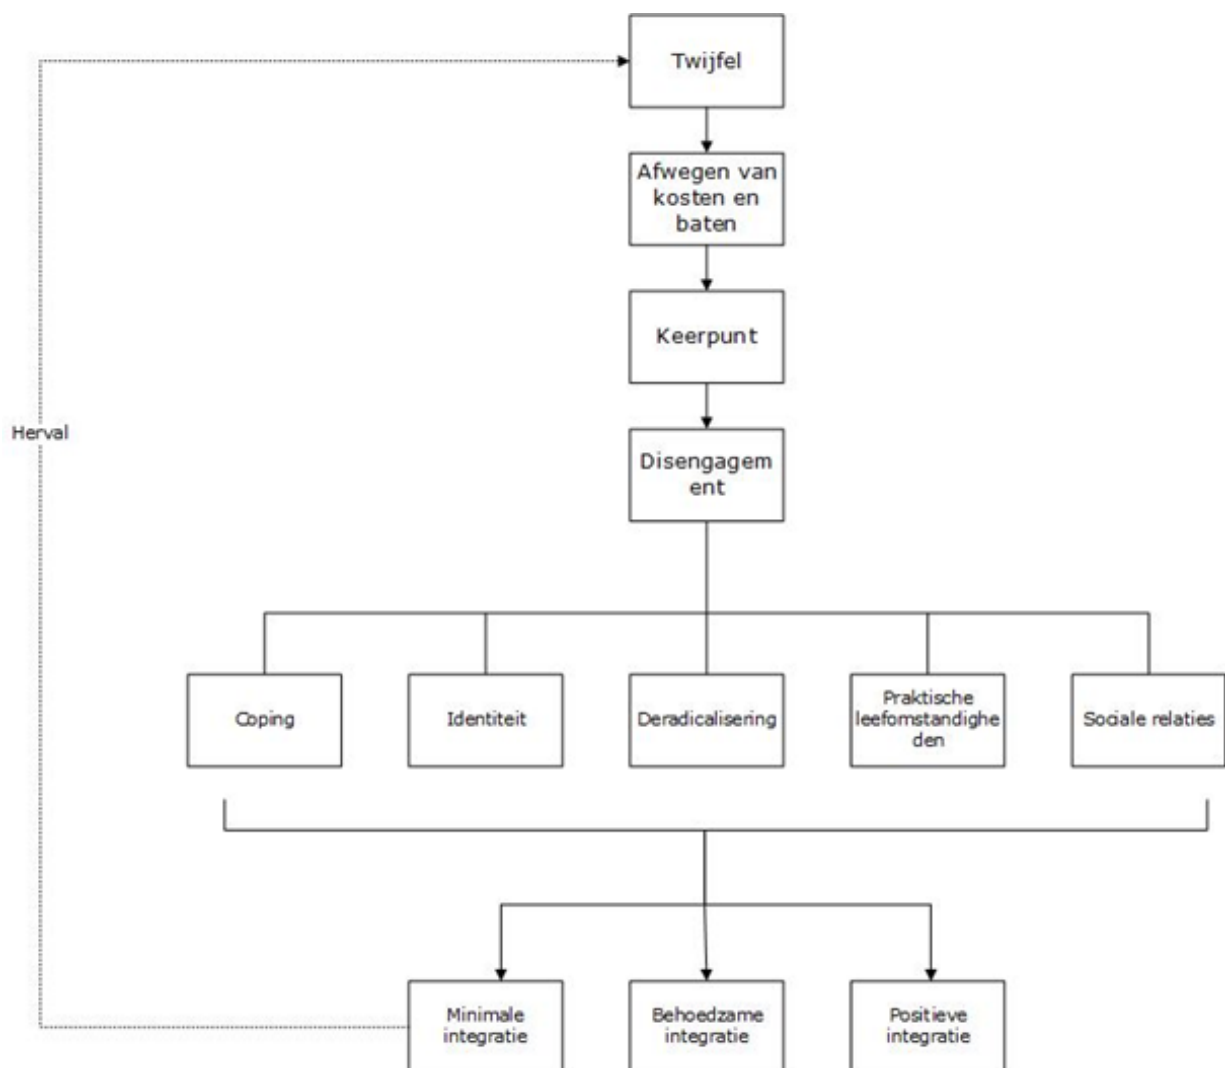 Twijfel
Afwegen van
kosten en
baten
Keerpunt
Herval
Disengagem
ent
Coping
Identiteit
Deradicalisering
Praktische
leefomstandighe
den
Sociale relaties
Minimale
integratie
Behoedzame
integratie
Positieve
integratie